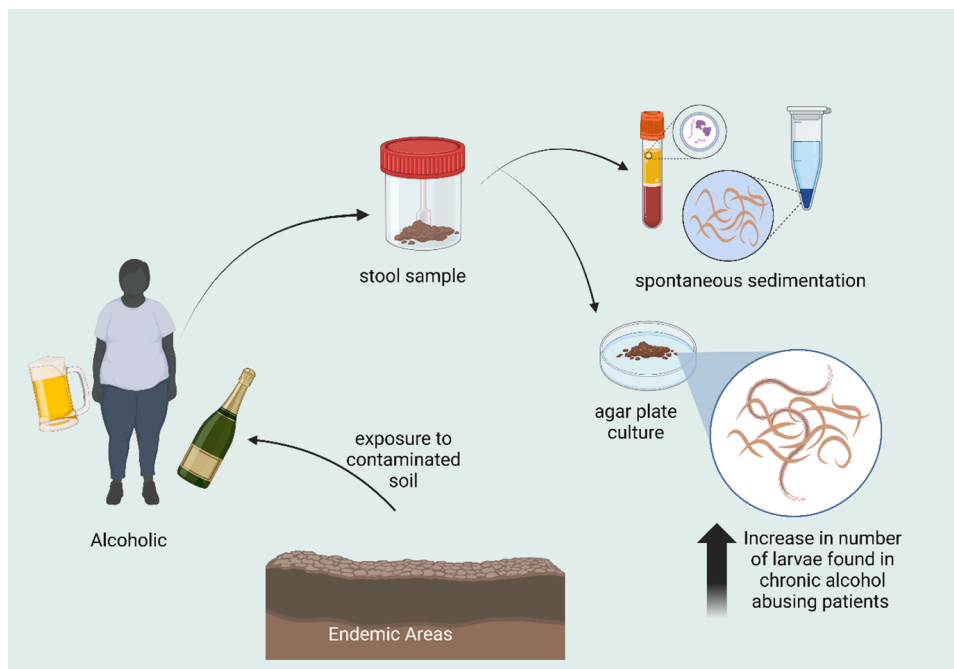 stool sample
spontaneous sedimentation
agar plate
culture
exposure to
contaminated
soil
Alcoholic
Increase in number
of larvae found in
chronic alcohol
abusing patients
Endemic Areas